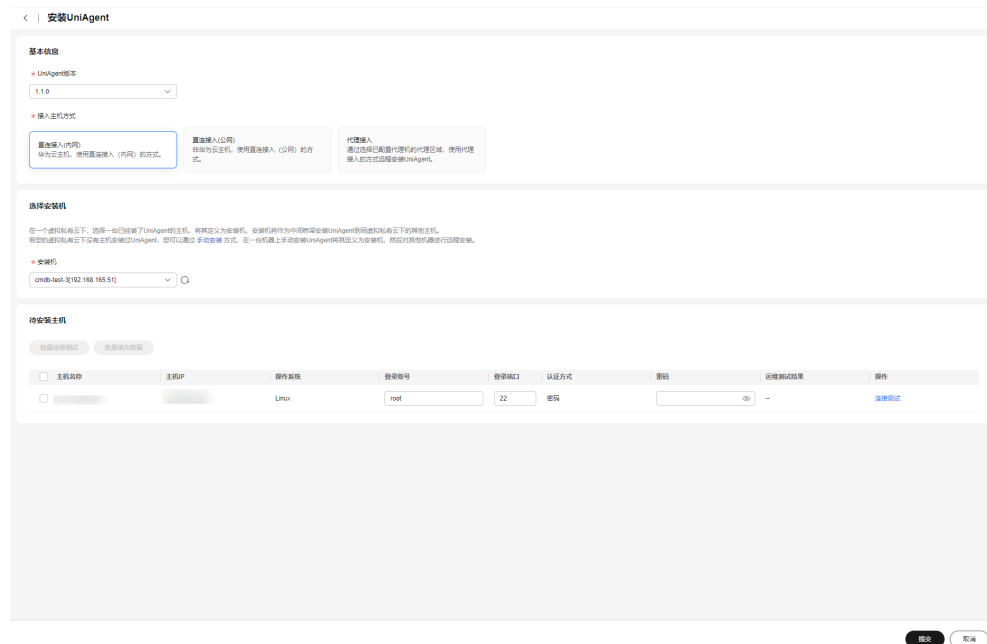 安装UniAgent
基本信息
* UniAgent版本
1.1.0
* 接入主机方式
直连接入(内网)
华为云主机，使用直连接入（内网）的方式。
直连接入(公网)
非华为云主机，使用直连接入（公网）的方
式。
代理接入
通过选择已配置代理机的代理区域，使用代理
接入的方式远程安装UniAgent。
选择安装机
在一个虚拟私有云下，选择一台已经装了UniAgent的主机，将其定义为安装机，安装机将作为中间桥梁安装UniAgent到同虚拟私有云下的其他主机。
若您的虚拟私有云下没有主机安装过UniAgent，您可以通过 手动安装 方式，在一台机器上手动安装UniAgent将其定义为安装机，然后对其他机器进行远程安装。
* 安装机
cmdb-test-3[192.168.165.51]
待安装主机
批量连接测试 批量填充数据
主机名称 主机IP 操作系统 登录账号 登录端口 认证方式 密码 运维测试结果 操作
Linux root 22 密码 -- 连接测试
提交 取消